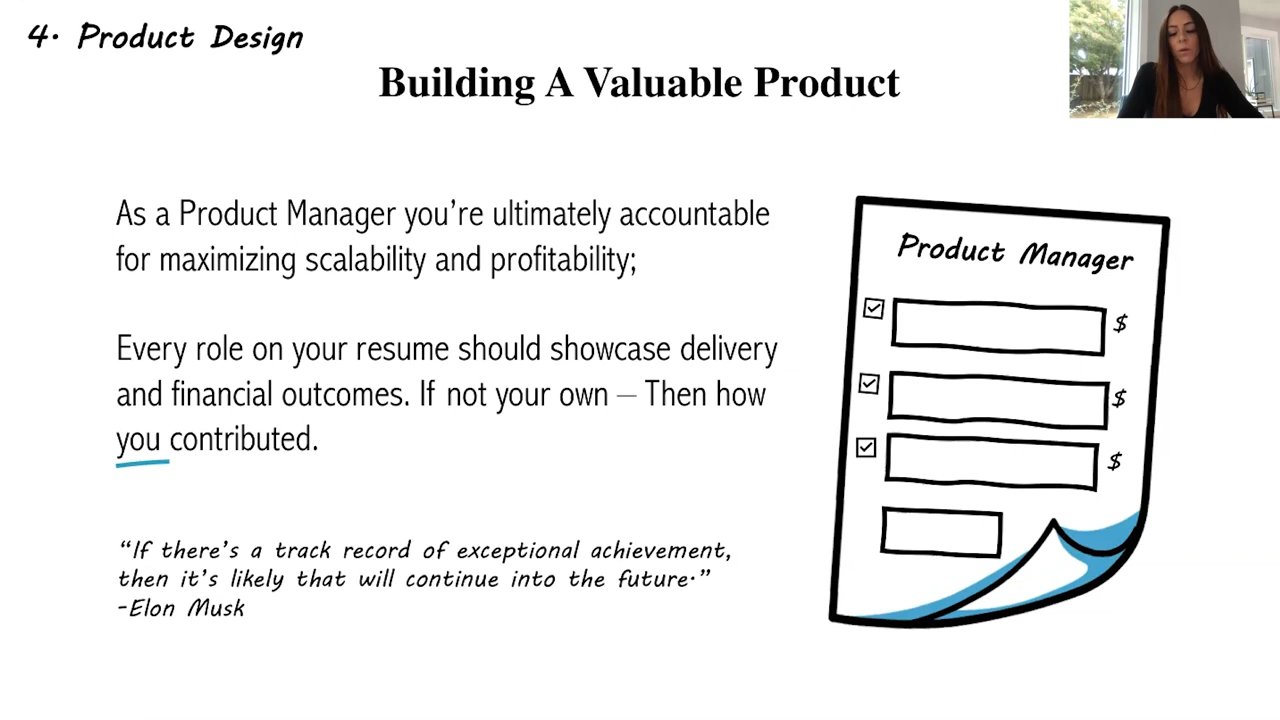 4. Product Design
Building A Valuable Product
As a Product Manager you're ultimately accountable
for maximizing scalability and profitability;
Every role on your resume should showcase delivery
and financial outcomes. If not your own – Then how
you contributed.
“If there's a track record of exceptional achievement,
then it's likely that will continue into the future.”
-Elon Musk
Product Manager
$
$
$